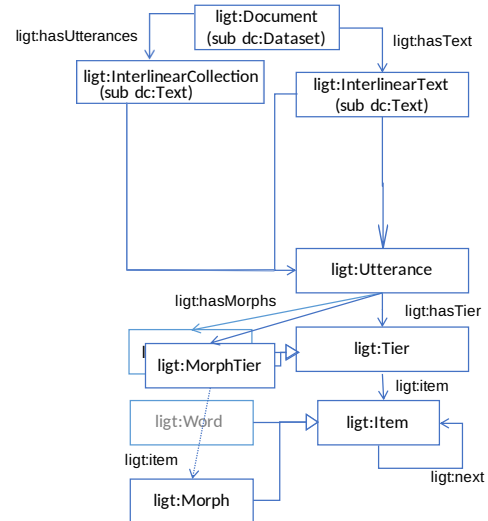 ligt:Document
(sub dc:Dataset)
ligt:hasUtterances
ligt:hasText
ligt:InterlinearCollection
(sub dc:Text)
ligt:InterlinearText
(sub dc:Text)
ligt:Utterance
ligt:hasMorphs
ligt:hasTier
ligt:MorphTier
ligt:Tier
ligt:item
ligt:Word
ligt:Item
ligt:item
ligt:next
ligt:Morph